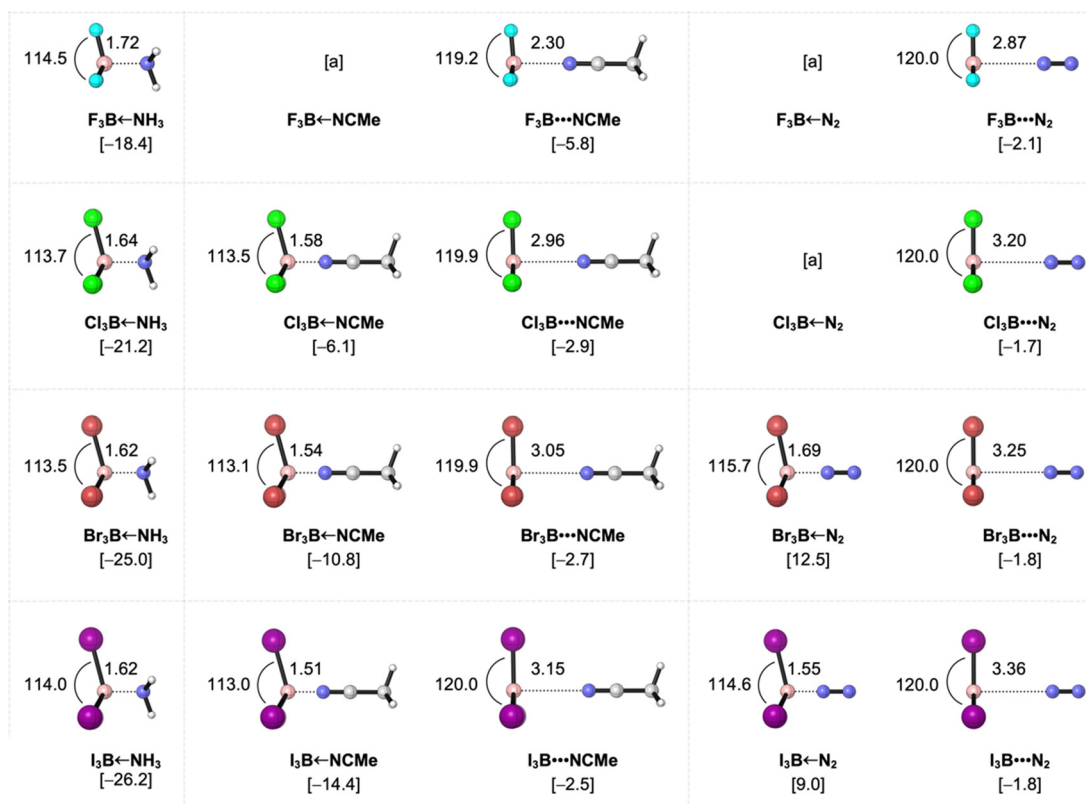 114.5 1.72 [a] 119.2 2.30 [a] 120.0 2.87
F₃B←NH₃ F₃B←NCMe F₃B•••NCMe F₃B←N₂ F₃B•••N₂
[−18.4] [−5.8] [−2.1]
113.7 1.64 113.5 1.58 119.9 2.96 [a] 120.0 3.20
Cl₃B←NH₃ Cl₃B←NCMe Cl₃B•••NCMe Cl₃B←N₂ Cl₃B•••N₂
[−21.2] [−6.1] [−2.9] [−1.7]
113.5 1.62 113.1 1.54 119.9 3.05 115.7 1.69 120.0 3.25
Br₃B←NH₃ Br₃B←NCMe Br₃B•••NCMe Br₃B←N₂ Br₃B•••N₂
[−25.0] [−10.8] [−2.7] [12.5] [−1.8]
114.0 1.62 113.0 1.51 120.0 3.15 114.6 1.55 120.0 3.36
I₃B←NH₃ I₃B←NCMe I₃B•••NCMe I₃B←N₂ I₃B•••N₂
[−26.2] [−14.4] [−2.5] [9.0] [−1.8]